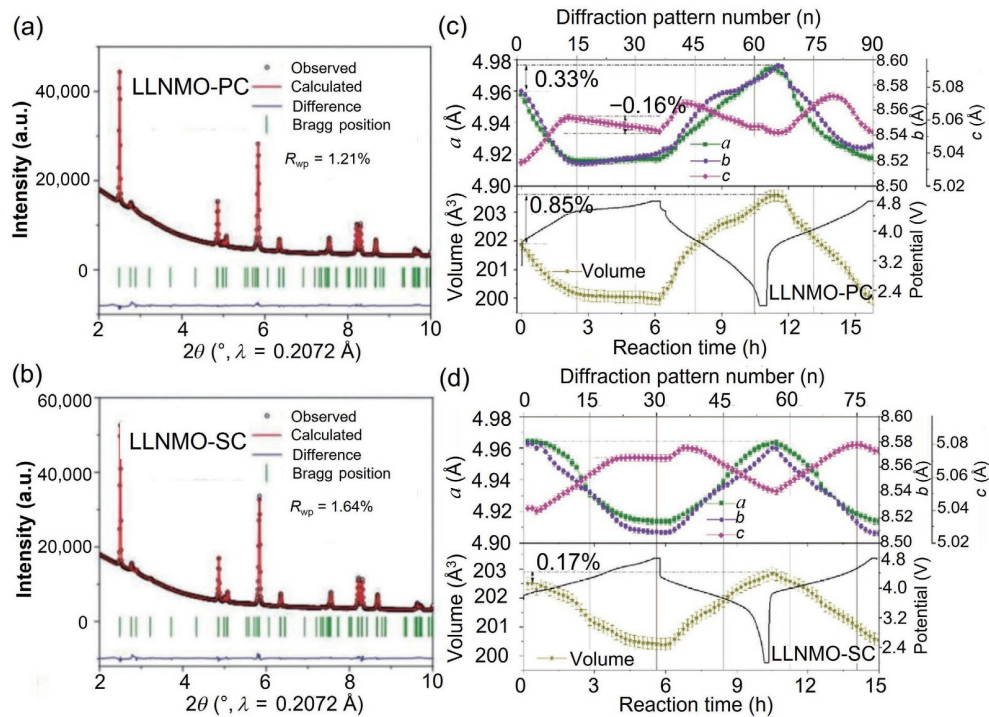 (a)
Intensity (a.u.)
40,000
20,000
0
LLNMO-PC
Observed
Calculated
Difference
Bragg position
Rwp 1.21%
2 4 6 8 10
2θ (°, λ = 0.2072 Å)
(b)
Intensity (a.u.)
60,000
40,000
20,000
0
LLNMO-SC
Observed
Calculated
Difference
Bragg position
Rwp 1.64%
2 4 6 8 10
2θ (°, λ = 0.2072 Å)
(c)
Diffraction pattern number (n)
0 15 30 45 60 75 90
a (Å)
4.98
4.96
4.94
4.92
4.90
0.33%
−0.16%
a
b
c
8.60
8.58
8.56
8.54
8.52
8.50
b (Å)
5.08
5.06
5.04
5.02
c (Å)
Volume (Å³)
203
202
201
200
0.85%
Volume
LLNMO-PC
4.8
4.0
3.6
3.2
2.4
Potential (V)
0 3 6 9 12 15
Reaction time (h)
(d)
Diffraction pattern number (n)
0 15 30 45 60 75
a (Å)
4.98
4.96
4.94
4.92
4.90
a
b
c
8.60
8.58
8.56
8.54
8.52
8.50
b (Å)
5.08
5.06
5.04
5.02
c (Å)
Volume (Å³)
203
202
201
200
0.17%
Volume
LLNMO-SC
4.8
4.0
3.2
2.4
Potential (V)
0 3 6 9 12 15
Reaction time (h)